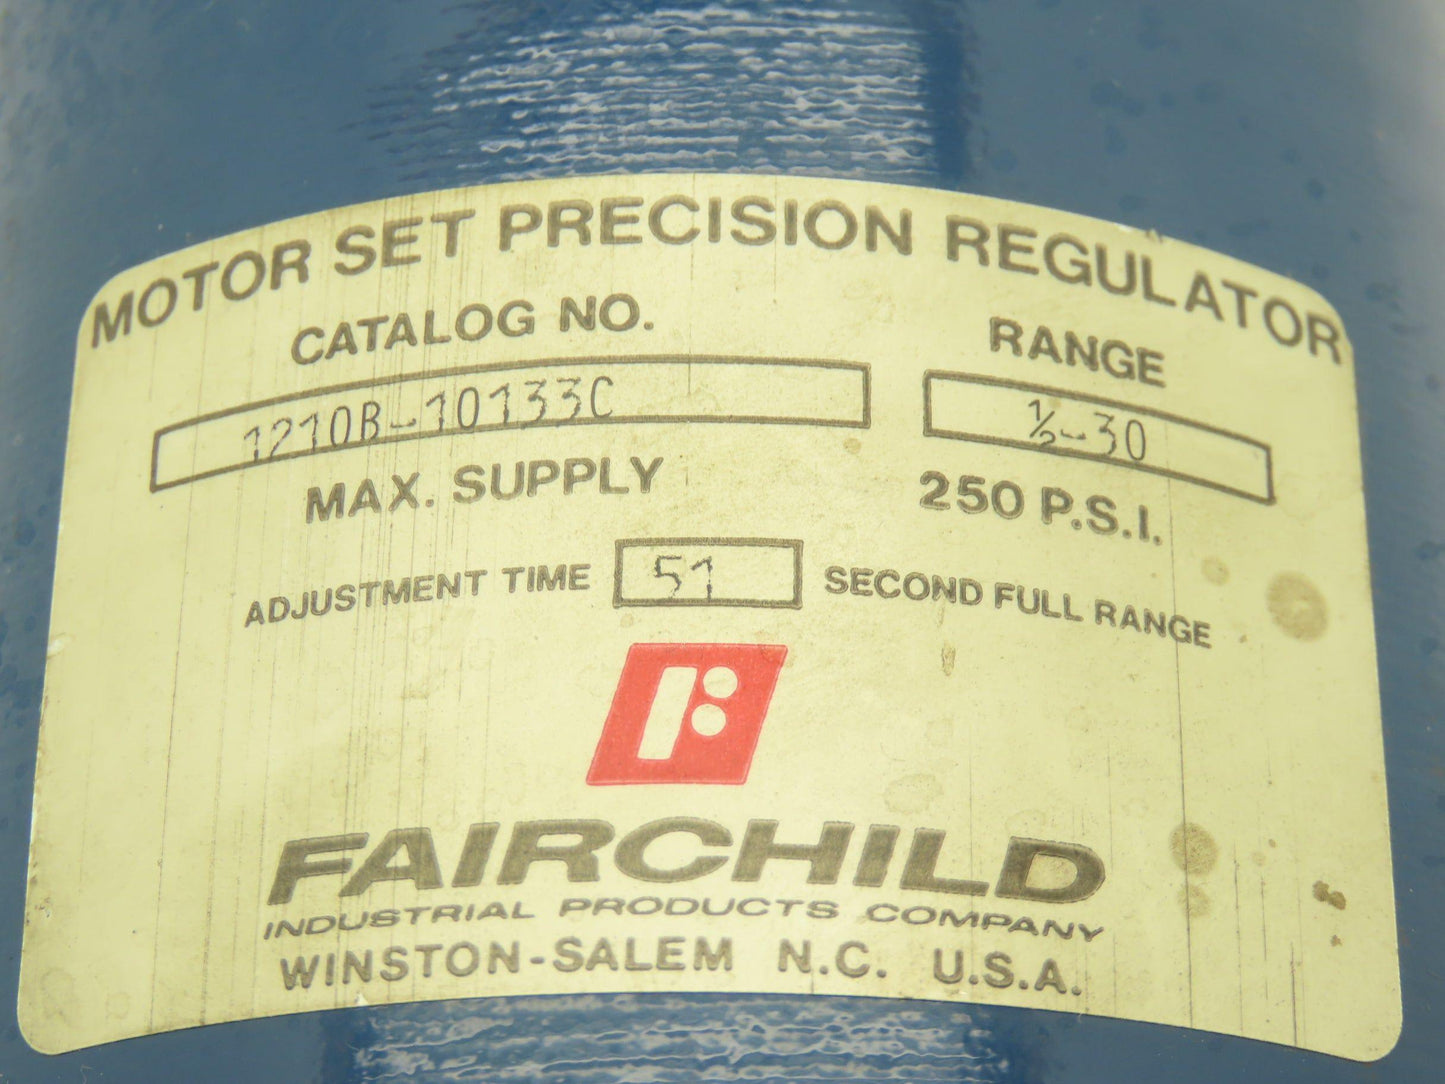 MOTOR SET PRECISION REGULATOR
CATALOG NO. RANGE
1210B-10133C ½-30
MAX. SUPPLY 250 P.S.I.
ADJUSTMENT TIME 51 SECOND FULL RANGE
FAIRCHILD
INDUSTRIAL PRODUCTS COMPANY
WINSTON-SALEM N.C. U.S.A.